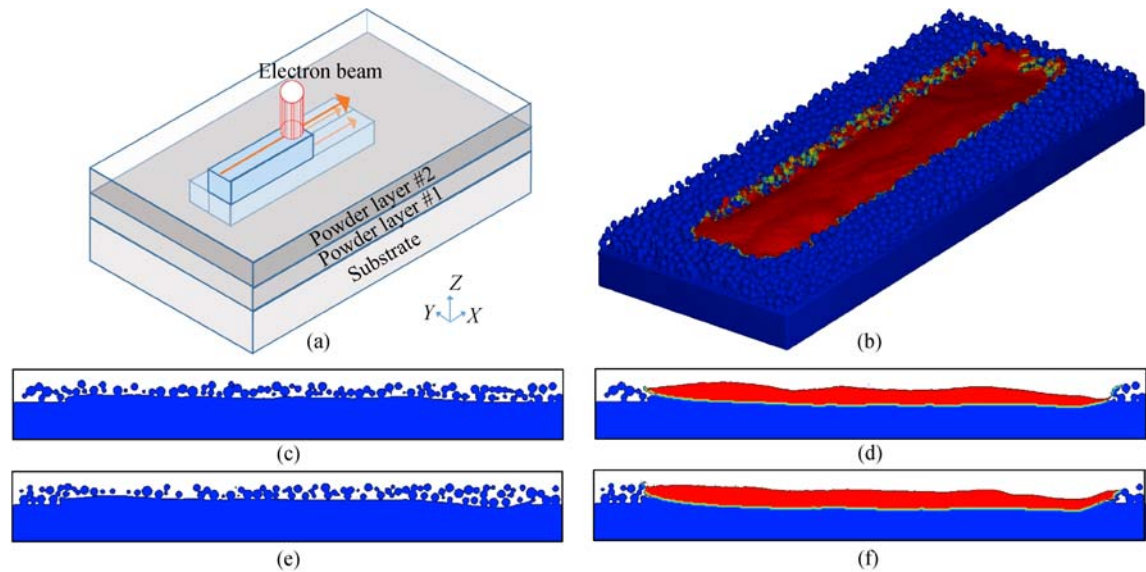 Electron beam
Powder layer #2
Powder layer #1
Substrate
Z
Y
X
(a)
(b)
(c)
(d)
(e)
(f)